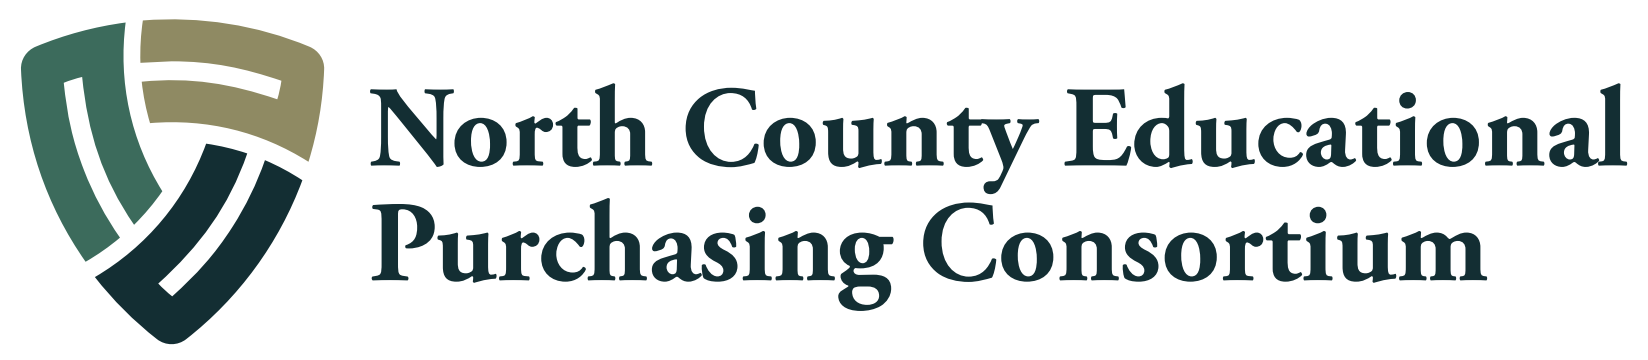 North County Educational
Purchasing Consortium